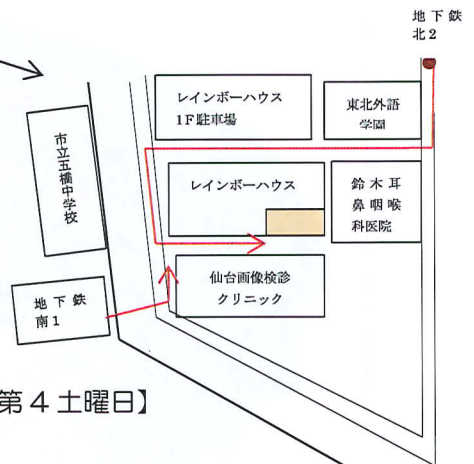 地下鉄
北2
レインボーハウス
1F駐車場
東北外語
学園
市立五橋中学校
レインボーハウス
鈴木耳
鼻咽喉
科医院
仙台画像検診
クリニック
地下鉄
南1
第4土曜日】